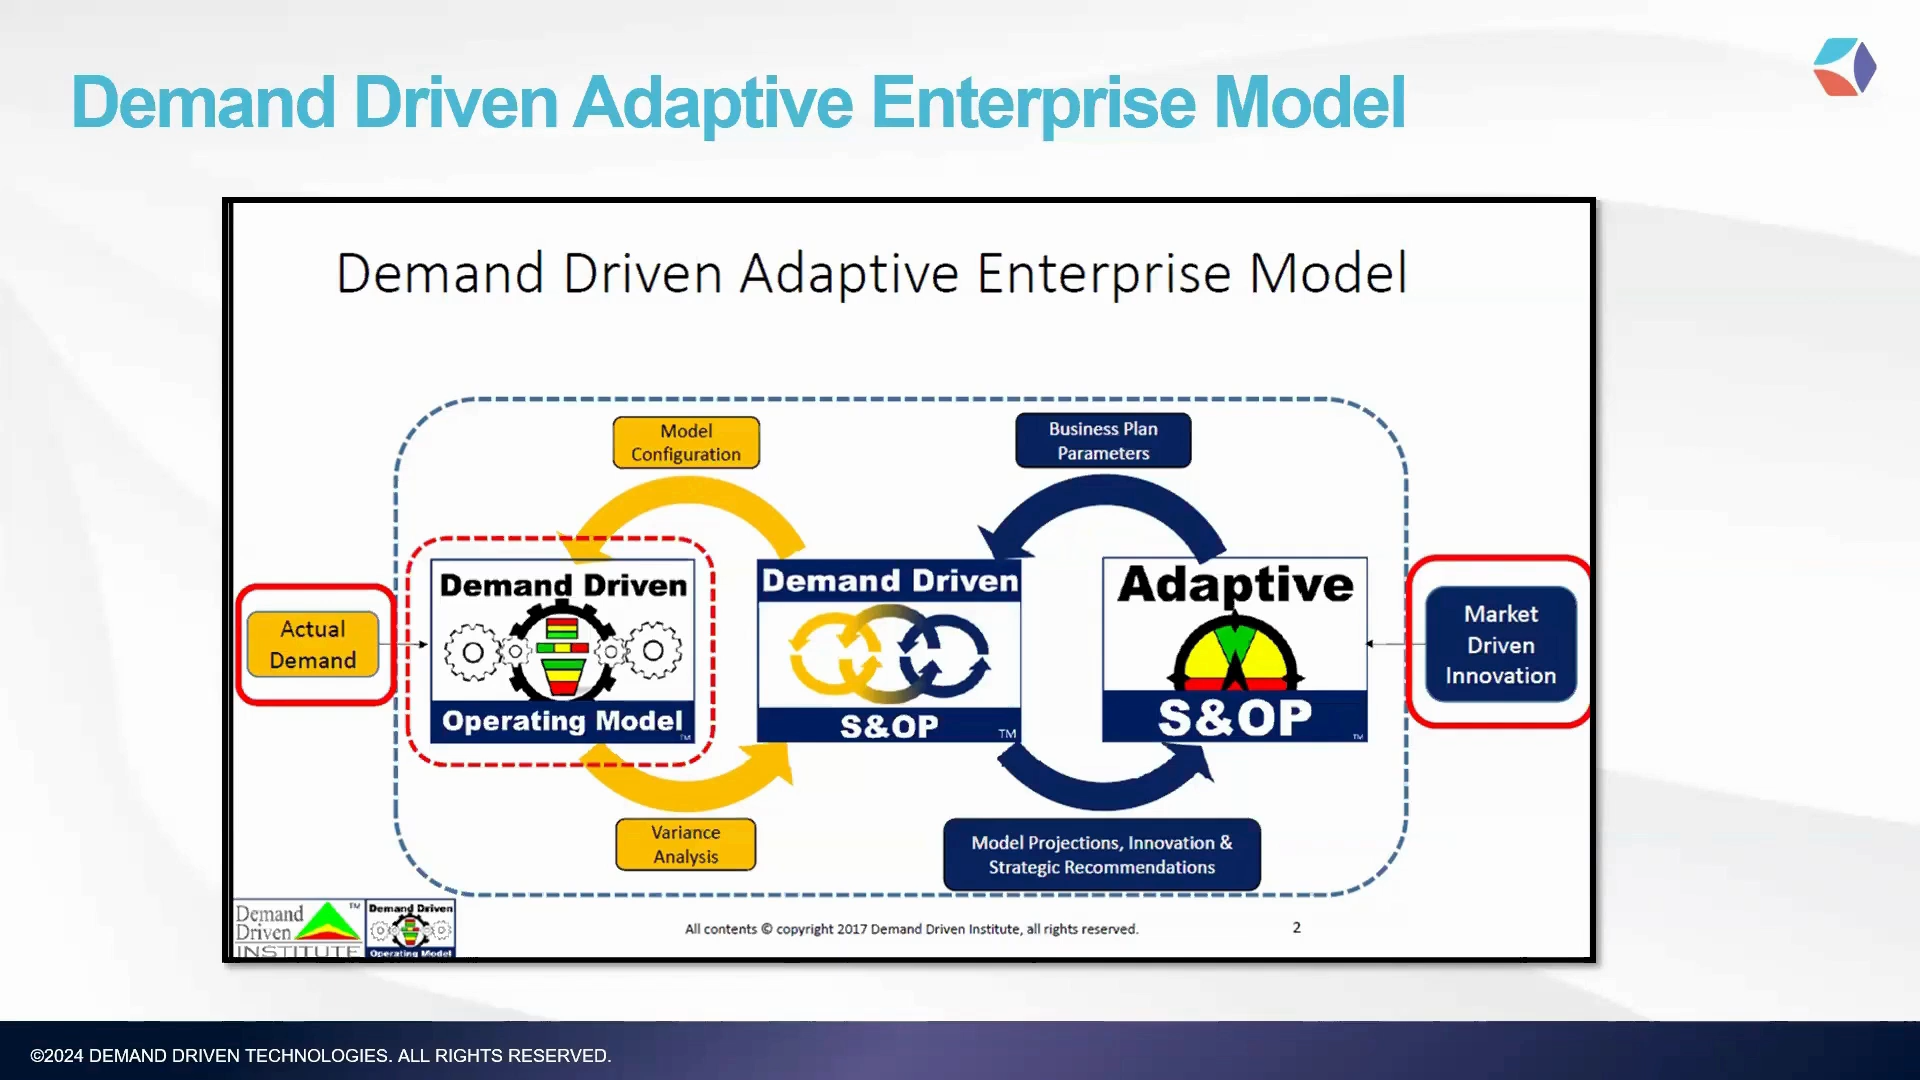 Demand Driven Adaptive Enterprise Model
Demand Driven Adaptive Enterprise Model
Model
Configuration
Business Plan
Parameters
Actual
Demand
Demand Driven
Operating Model
TM
Demand Driven
S&OP
TM
Adaptive
S&OP
TM
Market
Driven
Innovation
Variance
Analysis
Model Projections, Innovation &
Strategic Recommendations
Demand
Driven
INSTITUTE
TM
Demand Driven
Operating Model
All contents © copyright 2017 Demand Driven Institute, all rights reserved.
2
©2024 DEMAND DRIVEN TECHNOLOGIES. ALL RIGHTS RESERVED.